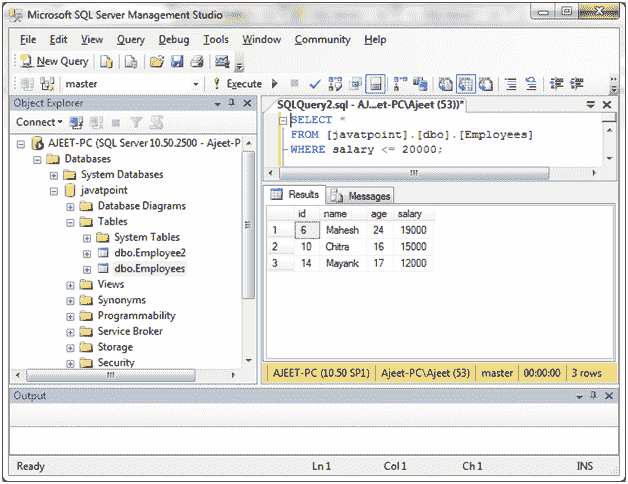 Microsoft SQL Server Management Studio
File Edit View Query Debug Tools Window Community Help
New Query
master Execute
Object Explorer
Connect
AJEET-PC (SQL Server 10.50.2500 - Ajeet-P
Databases
System Databases
javatpoint
Database Diagrams
Tables
System Tables
dbo.Employee2
dbo.Employees
Views
Synonyms
Programmability
Service Broker
Storage
Security
SQLQuery2.sql - AJ...et-PC\Ajeet (53))*
SELECT *
FROM [javatpoint].[dbo].[Employees]
WHERE salary <= 20000;
Results Messages
id name age salary
1 6 Mahesh 24 19000
2 10 Chitra 16 15000
3 14 Mayank 17 12000
AJEET-PC (10.50 SP1) Ajeet-PC\Ajeet (53) master 00:00:00 3 rows
Output
Ready Ln 1 Col 1 Ch 1 INS